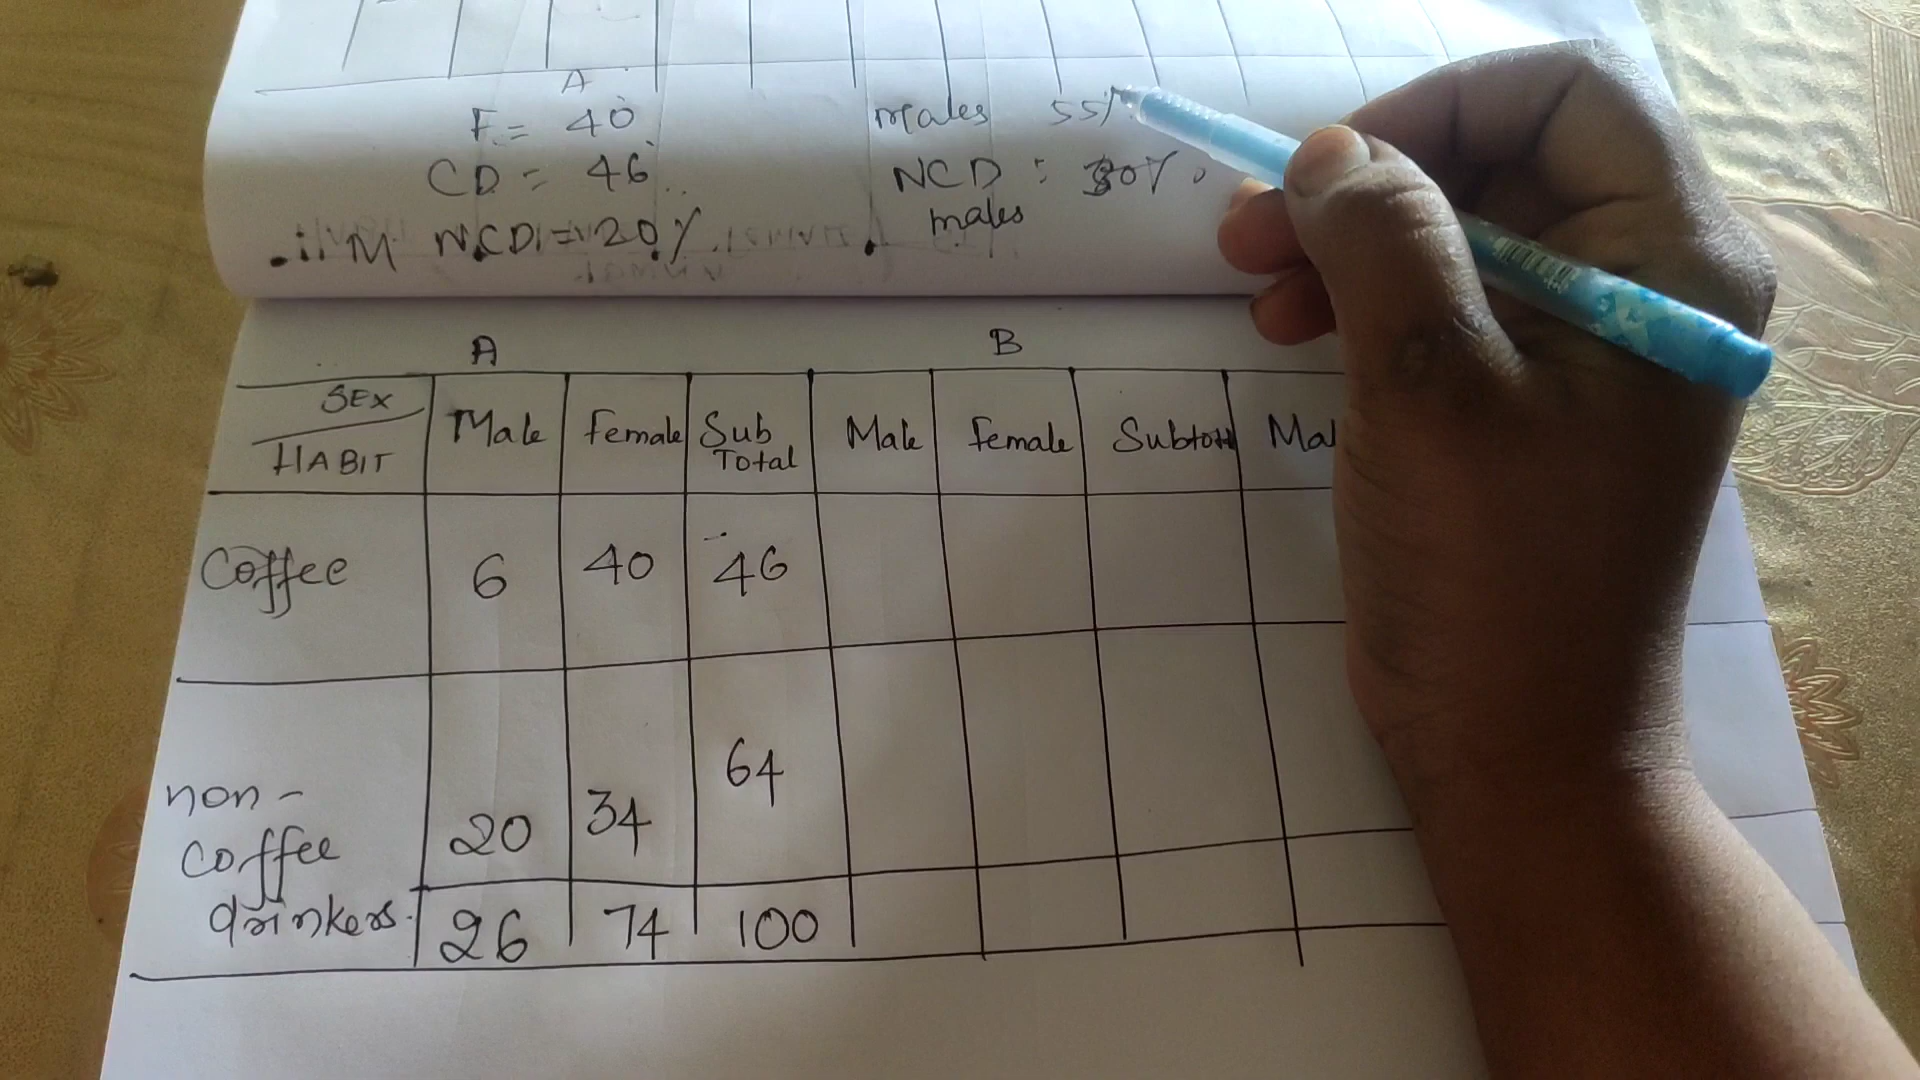 A
F = 40
CD = 46
∴ M NCD = 20%
males 55%
NCD : 30%
males
A B
SEX
HABIT
Male Female Sub Total Male Female Subtotal Mal
Coffee 6 40 46
non-coffee drinkers 20 34 64
26 74 100